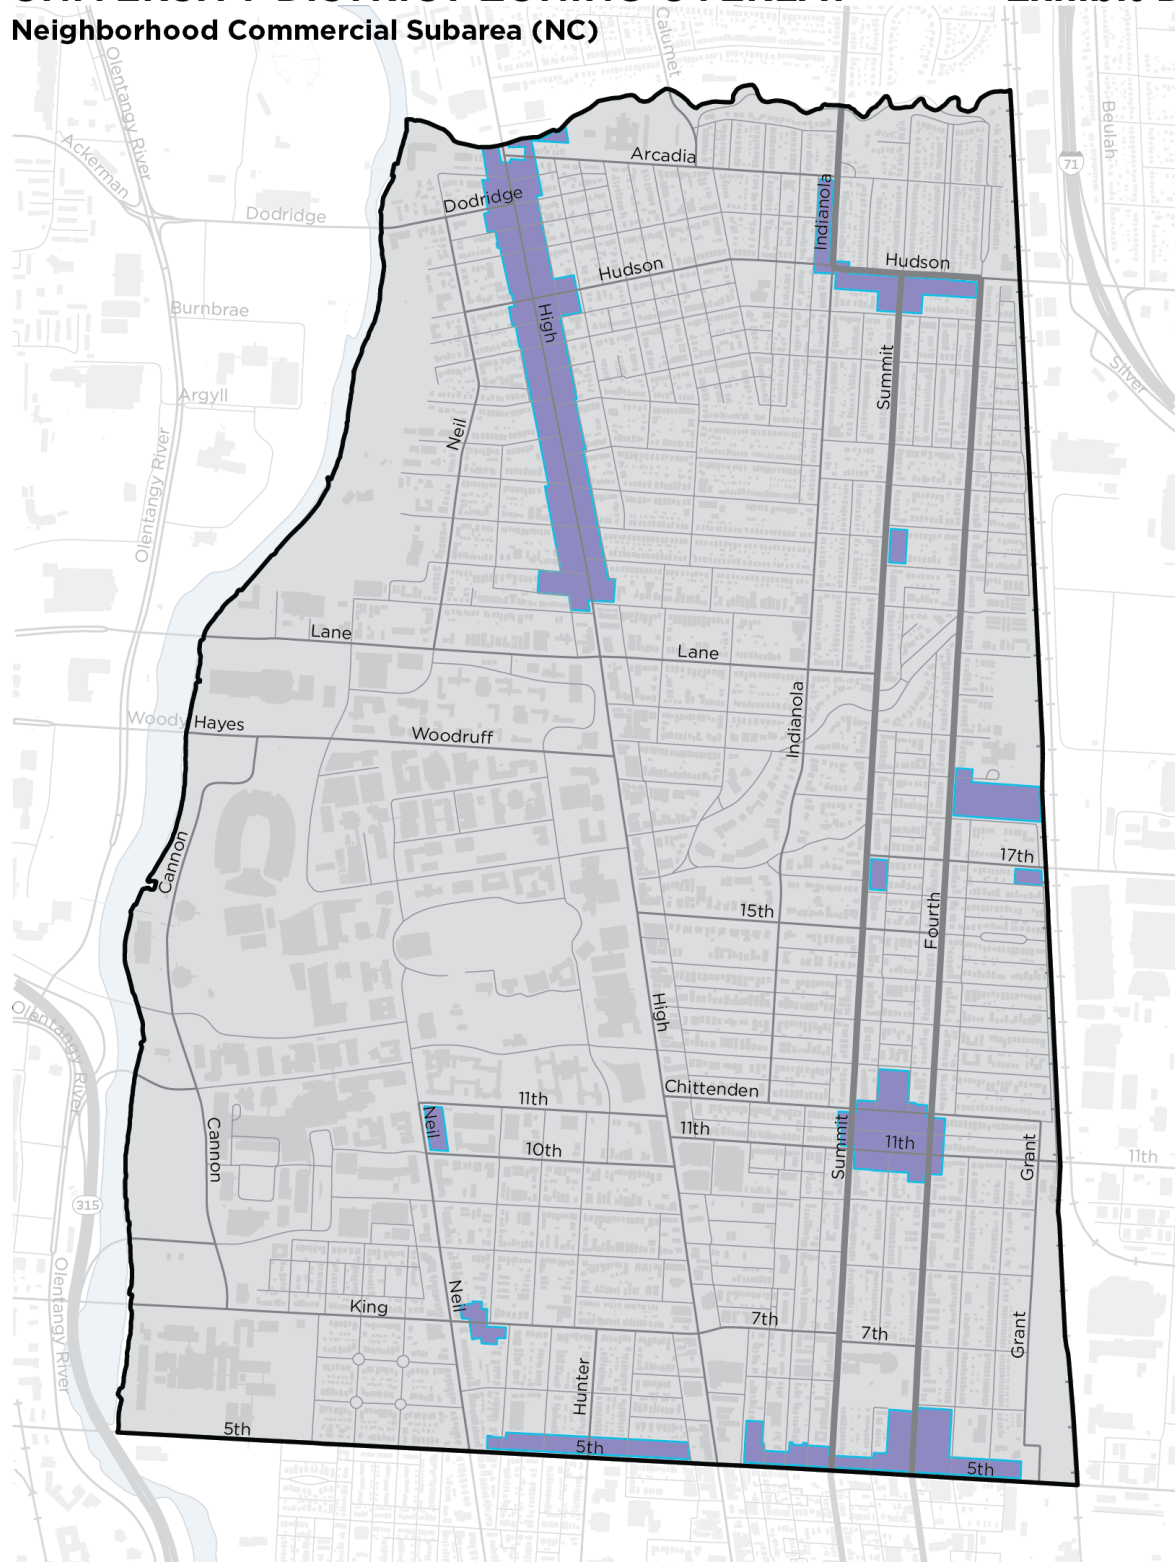 Neighborhood Commercial Subarea (NC)
Calumet
Olentangy River
Ackerman
Beulah
71
Arcadia
Dodridge
Dodridge
Indianola
Hudson
Hudson
Burnbrae
High
Summit
Silver
Argyll
Neil
Olentangy River
Lane
Lane
Indianola
Woody Hayes
Woodruff
Cannon
17th
15th
Fourth
High
Olentangy River
Chittenden
11th
Neil
11th
Summit
11th
Grant
11th
Cannon
10th
315
Olentangy River
Neil
King
7th
7th
Grant
Hunter
5th
5th
5th